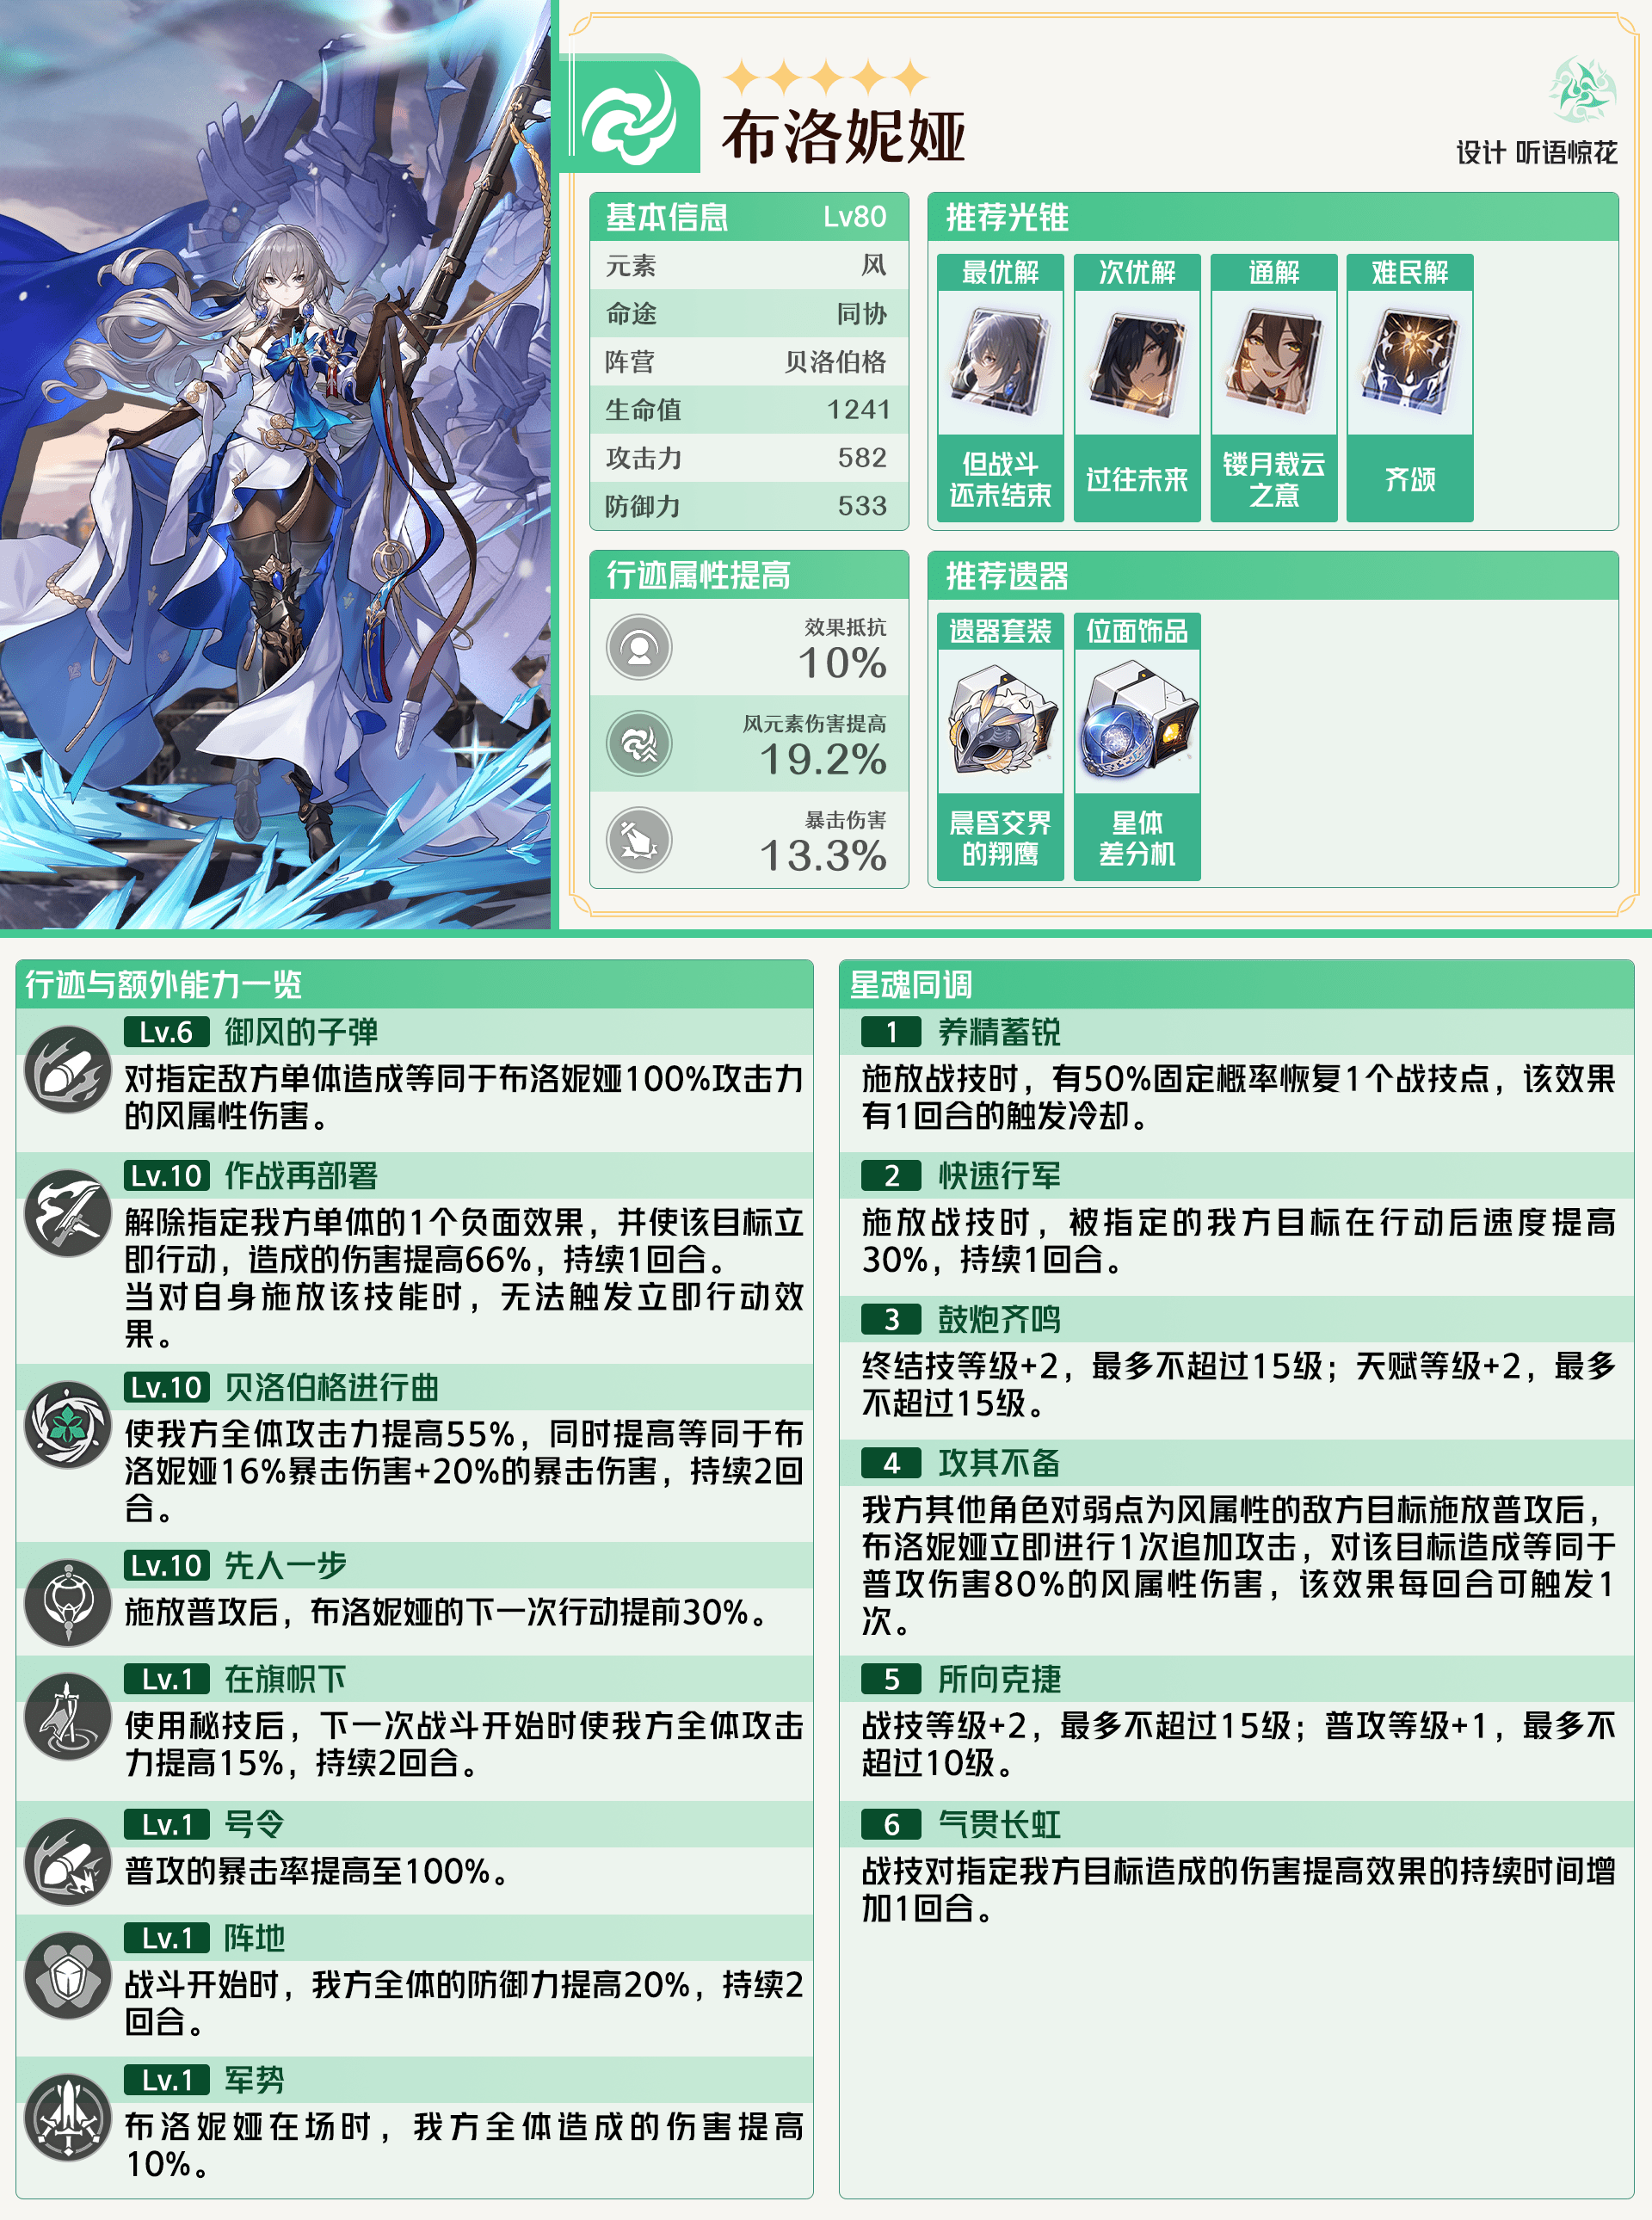 布洛妮娅
设计 听语惊花
基本信息 Lv80
元素 风
命途 同协
阵营 贝洛伯格
生命值 1241
攻击力 582
防御力 533
推荐光锥
最优解 次优解 通解 难民解
但战斗
还未结束
过往未来
镂月裁云
之意
齐颂
行迹属性提高
效果抵抗
10%
风元素伤害提高
19.2%
暴击伤害
13.3%
推荐遗器
遗器套装 位面饰品
晨昏交界
的翔鹰
星体
差分机
行迹与额外能力一览
Lv.6 御风的子弹
对指定敌方单体造成等同于布洛妮娅100%攻击力
的风属性伤害。
Lv.10 作战再部署
解除指定我方单体的1个负面效果，并使该目标立
即行动，造成的伤害提高66%，持续1回合。
当对自身施放该技能时，无法触发立即行动效
果。
Lv.10 贝洛伯格进行曲
使我方全体攻击力提高55%，同时提高等同于布
洛妮娅16%暴击伤害+20%的暴击伤害，持续2回
合。
Lv.10 先人一步
施放普攻后，布洛妮娅的下一次行动提前30%。
Lv.1 在旗帜下
使用秘技后，下一次战斗开始时使我方全体攻击
力提高15%，持续2回合。
Lv.1 号令
普攻的暴击率提高至100%。
Lv.1 阵地
战斗开始时，我方全体的防御力提高20%，持续2
回合。
Lv.1 军势
布洛妮娅在场时，我方全体造成的伤害提高
10%。
星魂同调
1 养精蓄锐
施放战技时，有50%固定概率恢复1个战技点，该效果
有1回合的触发冷却。
2 快速行军
施放战技时，被指定的我方目标在行动后速度提高
30%，持续1回合。
3 鼓炮齐鸣
终结技等级+2，最多不超过15级；天赋等级+2，最多
不超过15级。
4 攻其不备
我方其他角色对弱点为风属性的敌方目标施放普攻后，
布洛妮娅立即进行1次追加攻击，对该目标造成等同于
普攻伤害80%的风属性伤害，该效果每回合可触发1
次。
5 所向克捷
战技等级+2，最多不超过15级；普攻等级+1，最多不
超过10级。
6 气贯长虹
战技对指定我方目标造成的伤害提高效果的持续时间增
加1回合。